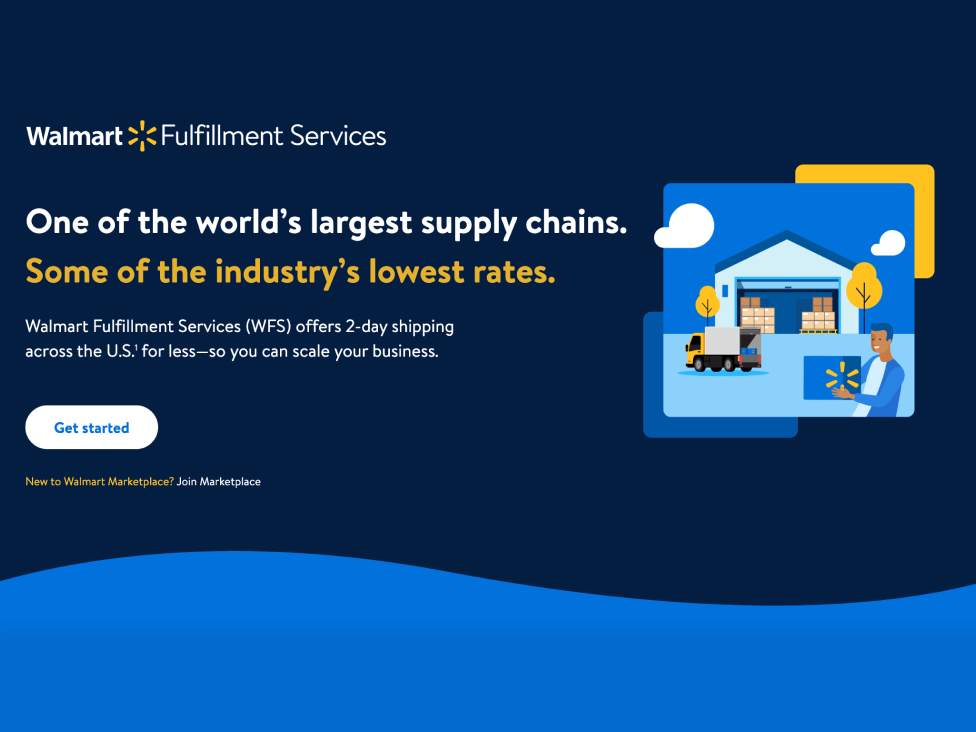 Walmart Fulfillment Services
One of the world’s largest supply chains.
Some of the industry’s lowest rates.
Walmart Fulfillment Services (WFS) offers 2-day shipping
across the U.S.¹ for less—so you can scale your business.
Get started
New to Walmart Marketplace? Join Marketplace